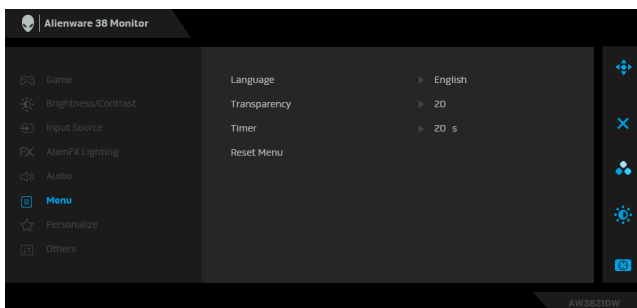 Alienware 38 Monitor
Game
Brightness/Contrast
Input Source
AlienFX Lighting
Audio
Menu
Personalize
Others
Language English
Transparency 20
Timer 20 s
Reset Menu
AW3821DW